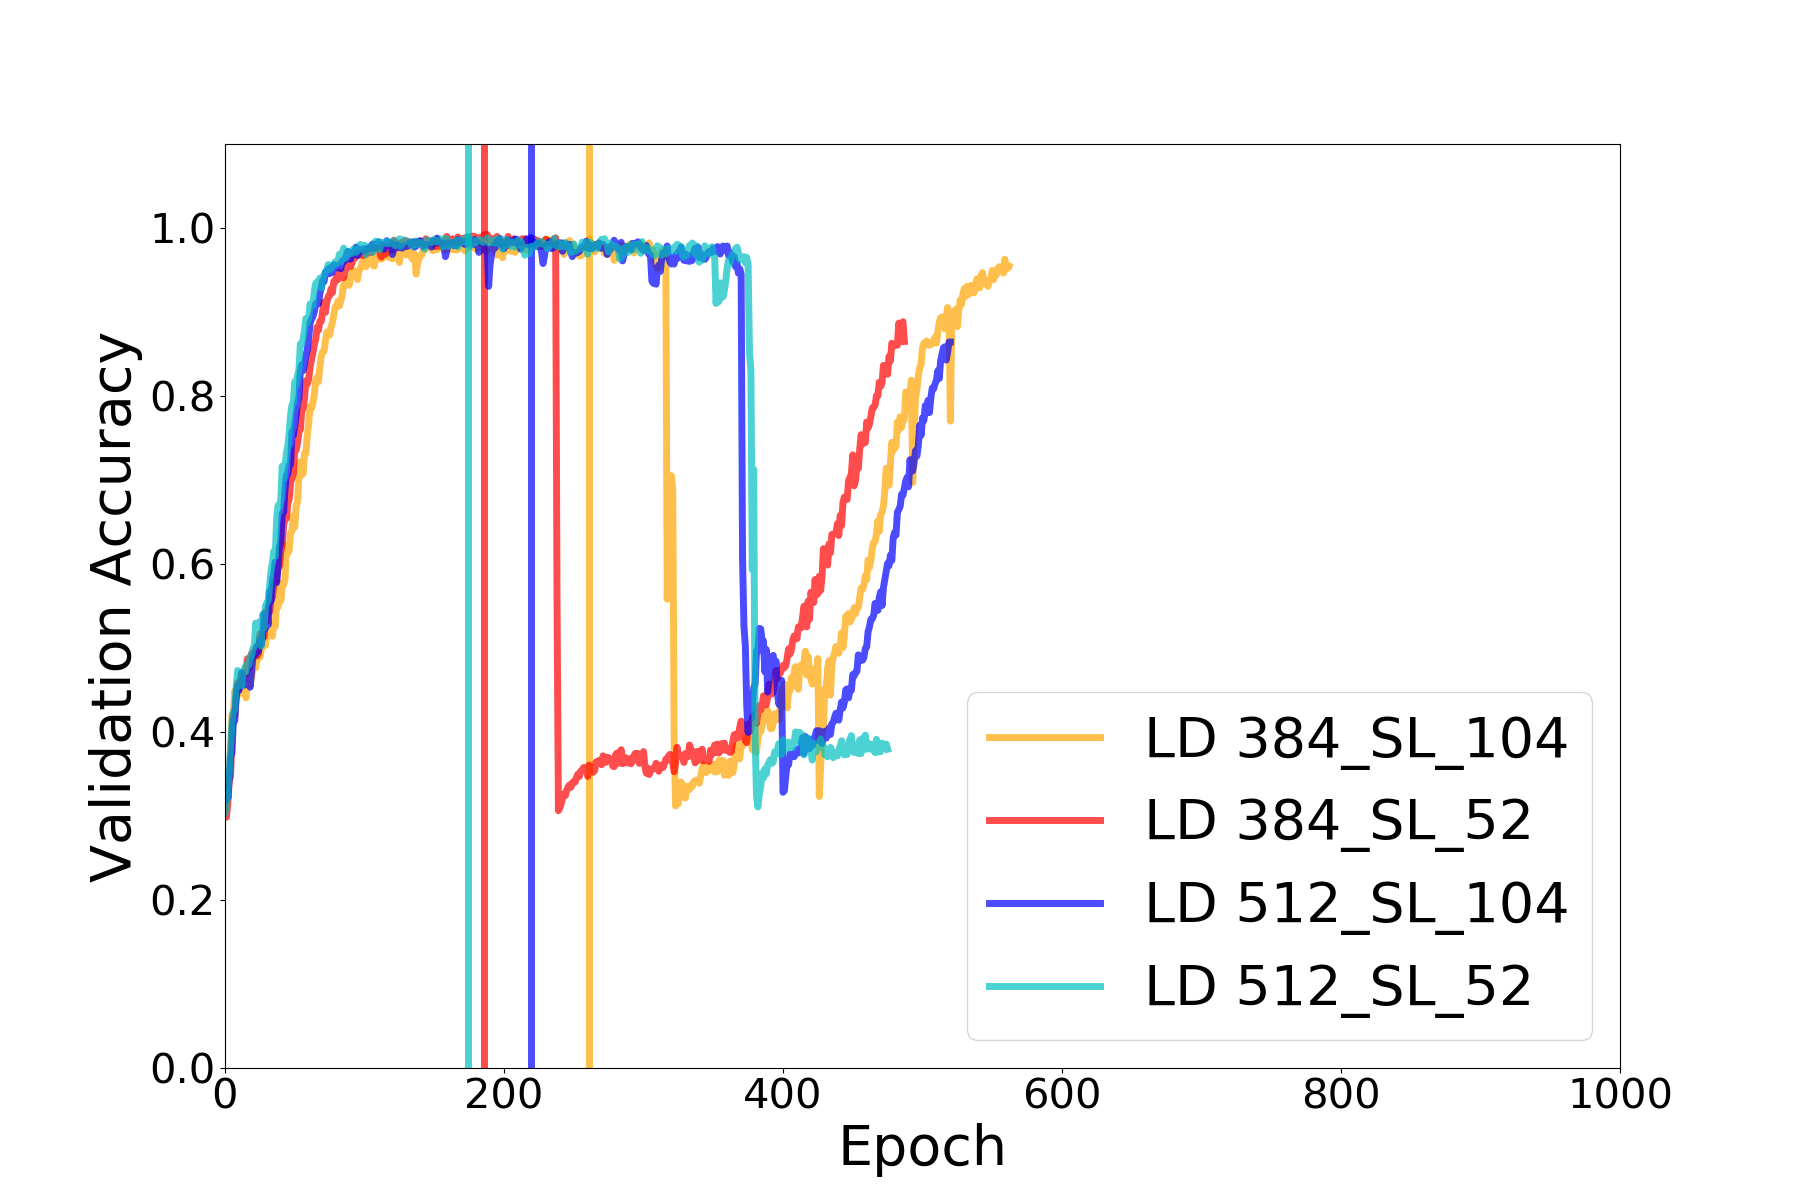 1.0
0.8
0.6
0.4
0.2
0.0
0 200 400 600 800 1000
Validation Accuracy
Epoch
LD 384_SL_104
LD 384_SL_52
LD 512_SL_104
LD 512_SL_52